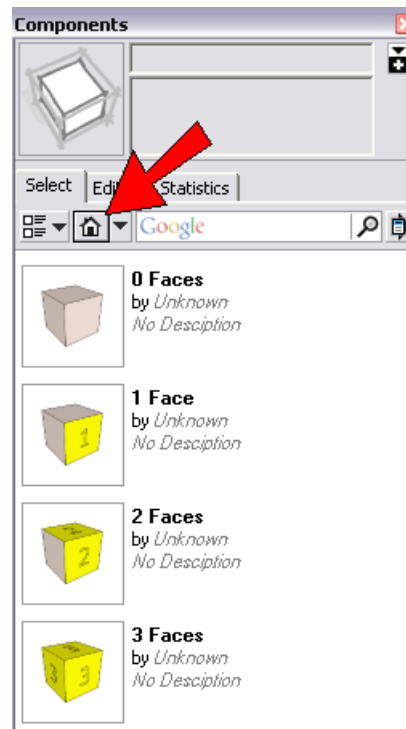 Components
Select Edi Statistics
Google
0 Faces
by Unknown
No Desciption
1 Face
by Unknown
No Desciption
1
2 Faces
by Unknown
No Desciption
2
2
3 Faces
by Unknown
No Desciption
3
3